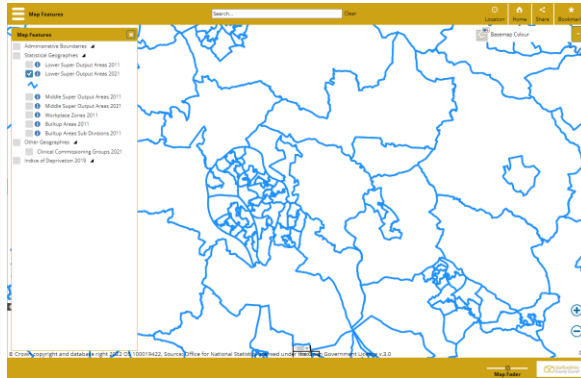 Map Features
Search...
Clear
Location
Home
Share
Bookmark
Map Features
Administrative Boundaries
Statistical Geographies
Lower Super Output Areas 2011
Lower Super Output Areas 2021
Middle Super Output Areas 2011
Middle Super Output Areas 2021
Workplace Zones 2011
Builtup Areas 2011
Builtup Areas Sub Divisions 2011
Other Geographies
Clinical Commissioning Groups 2021
Indice of Deprivation 2019
Basemap Colour
© Crown copyright and database right 2022 OS 100019422. Source: Office for National Statistics licensed under the Open Government Licence v.3.0
Map Fader